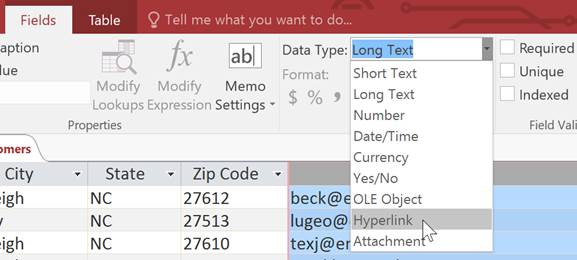 Fields Table Tell me what you want to do...
aption
lue
Modify Lookups
Modify Expression
ab|
Memo Settings
Properties
Data Type: Long Text
Format:
$ % ,
Short Text
Long Text
Number
Date/Time
Currency
Yes/No
OLE Object
Hyperlink
Attachment
Required
Unique
Indexed
Field Vali
omers
City State Zip Code
eigh NC 27612 beck@e
y NC 27513 lugeo@
eigh NC 27610 texj@er